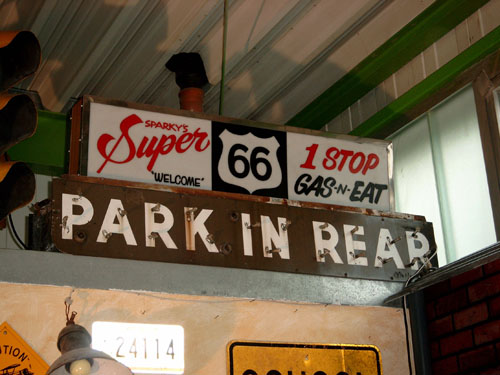 SPARKY'S
Super
"WELCOME"
66
1 STOP
GAS-N-EAT
PARK IN REAR
24114